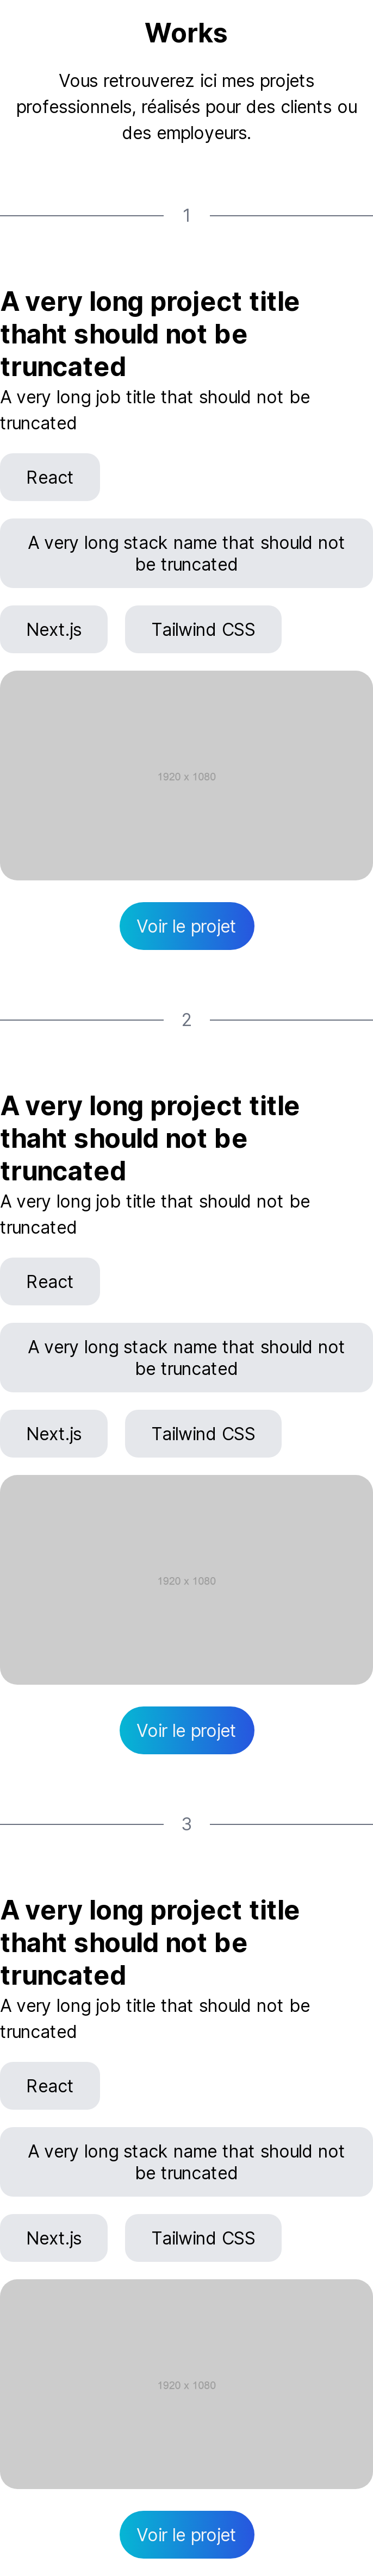 Works
Vous retrouverez ici mes projets
professionnels, réalisés pour des clients ou
des employeurs.
1
A very long project title
thaht should not be
truncated
A very long job title that should not be
truncated
React
A very long stack name that should not
be truncated
Next.js Tailwind CSS
1920 x 1080
Voir le projet
2
A very long project title
thaht should not be
truncated
A very long job title that should not be
truncated
React
A very long stack name that should not
be truncated
Next.js Tailwind CSS
1920 x 1080
Voir le projet
3
A very long project title
thaht should not be
truncated
A very long job title that should not be
truncated
React
A very long stack name that should not
be truncated
Next.js Tailwind CSS
1920 x 1080
Voir le projet